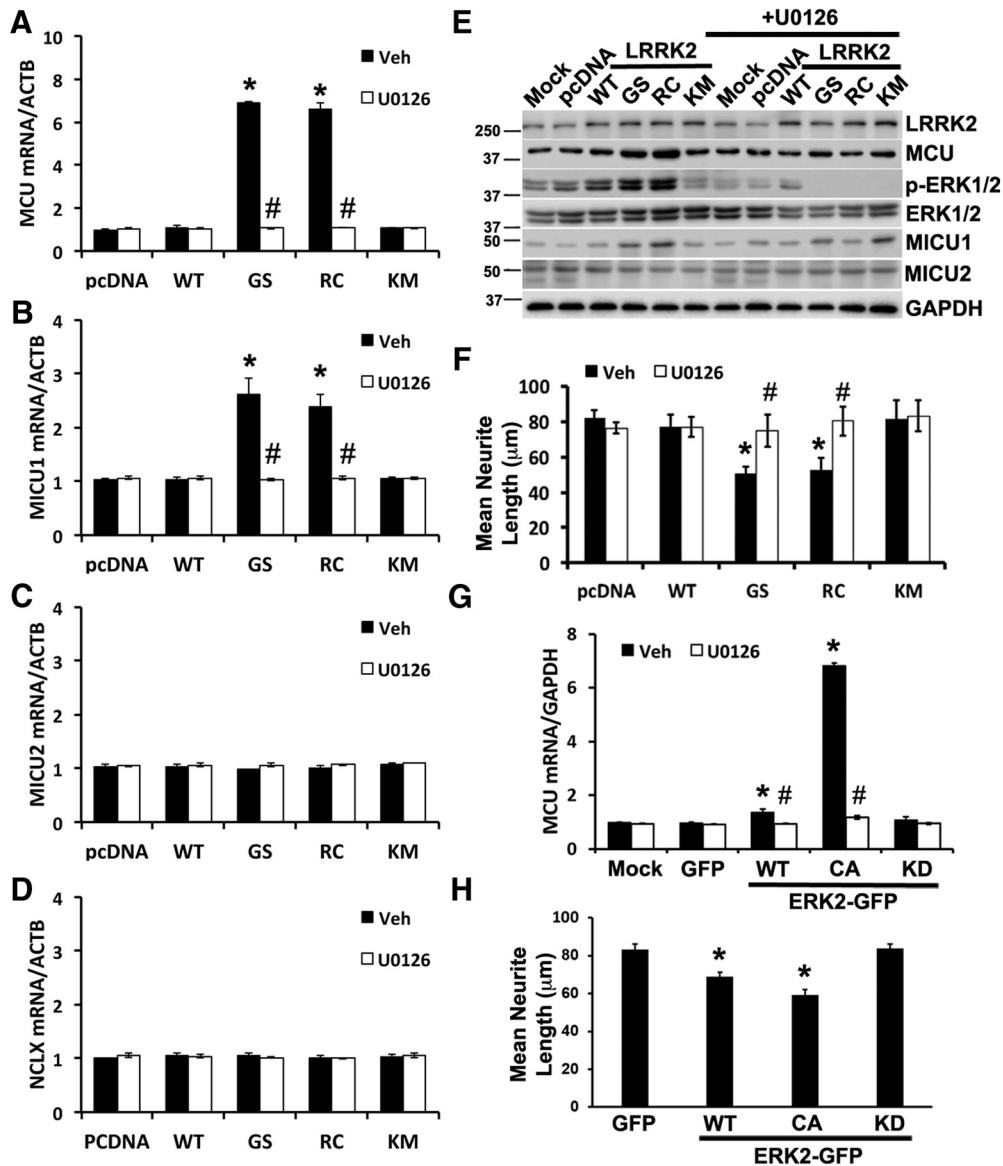 A
MCU mRNA/ACTB
10
8
6
4
2
0
Veh
U0126
*
*
#
#
pcDNA WT GS RC KM
B
MICU1 mRNA/ACTB
4
3
2
1
0
Veh
U0126
*
*
#
#
pcDNA WT GS RC KM
C
MICU2 mRNA/ACTB
4
3
2
1
0
Veh
U0126
pcDNA WT GS RC KM
D
NCLX mRNA/ACTB
4
3
2
1
0
Veh
U0126
PCDNA WT GS RC KM
E
+U0126
LRRK2 LRRK2
Mock pcDNA WT GS RC KM Mock pcDNA WT GS RC KM
250 LRRK2
37 MCU
37 p-ERK1/2
37 ERK1/2
50 MICU1
50 MICU2
37 GAPDH
F
Veh U0126
Mean Neurite
Length (μm)
100
80
60
40
20
0
*
#
*
#
pcDNA WT GS RC KM
G
MCU mRNA/GAPDH
8
6
4
2
0
Veh U0126
*
#
*
#
Mock GFP WT CA KD
ERK2-GFP
H
Mean Neurite
Length (μm)
100
80
60
40
20
0
*
*
GFP WT CA KD
ERK2-GFP